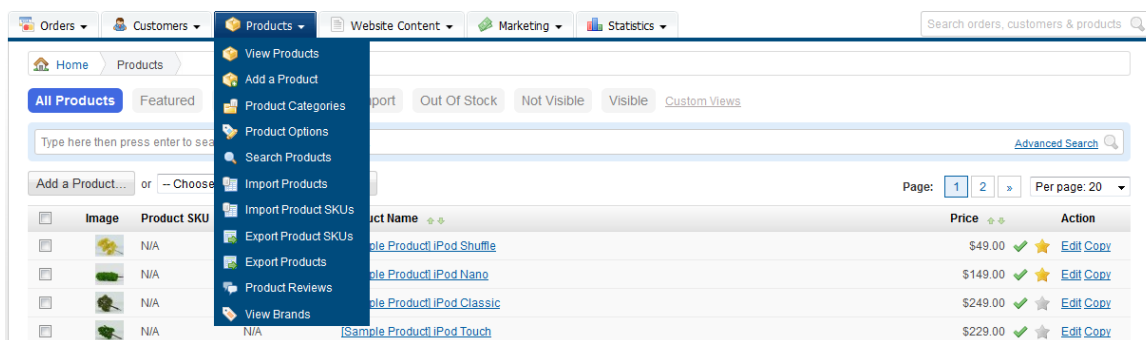 Orders Customers Products Website Content Marketing Statistics Search orders, customers & products
Home Products
View Products
Add a Product
All Products Featured Out Of Stock Not Visible Visible Custom Views
Product Categories
Product Options
Type here then press enter to sea Advanced Search
Search Products
Add a Product... or -- Choose Page: 1 2 » Per page: 20
Import Products
Import Product SKUs
Image Product SKU uct Name Price Action
Export Product SKUs
N/A ple Product] iPod Shuffle $49.00 Edit Copy
Export Products
N/A ple Product] iPod Nano $149.00 Edit Copy
Product Reviews
N/A ple Product] iPod Classic $249.00 Edit Copy
View Brands
N/A N/A [Sample Product] iPod Touch $229.00 Edit Copy